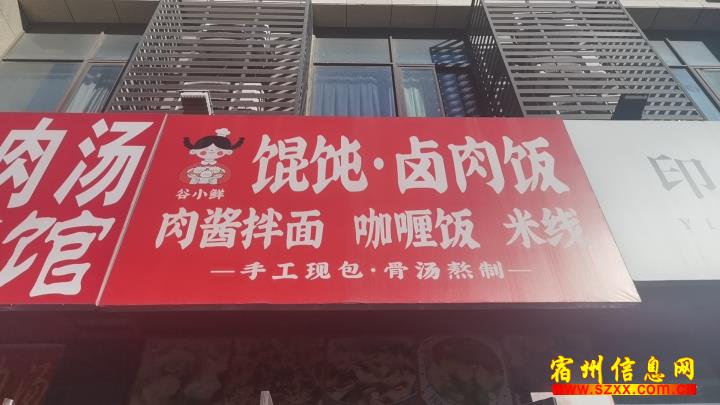 肉汤
馆
谷小鲜
馄饨·卤肉饭
肉酱拌面 咖喱饭 米线
—手工现包·骨汤熬制—
印
YL
宿州信息网
www.szxx.com.cn